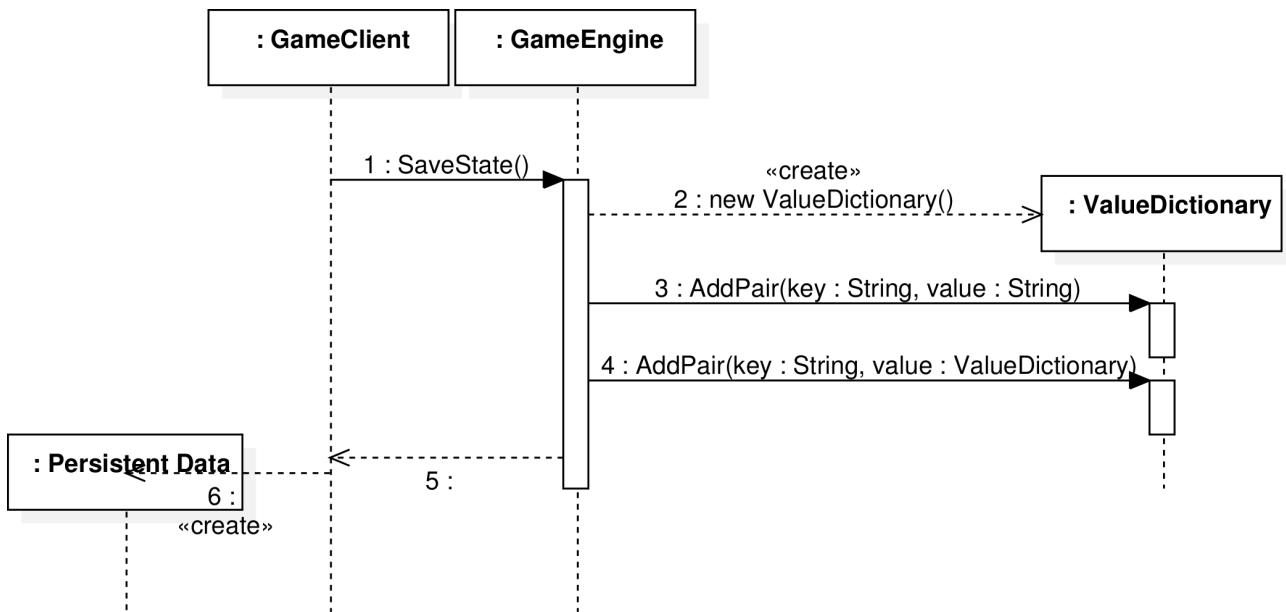 : GameClient
: GameEngine
1 : SaveState()
«create»
2 : new ValueDictionary()
: ValueDictionary
3 : AddPair(key : String, value : String)
4 : AddPair(key : String, value : ValueDictionary)
: Persistent Data
5 :
6 :
«create»